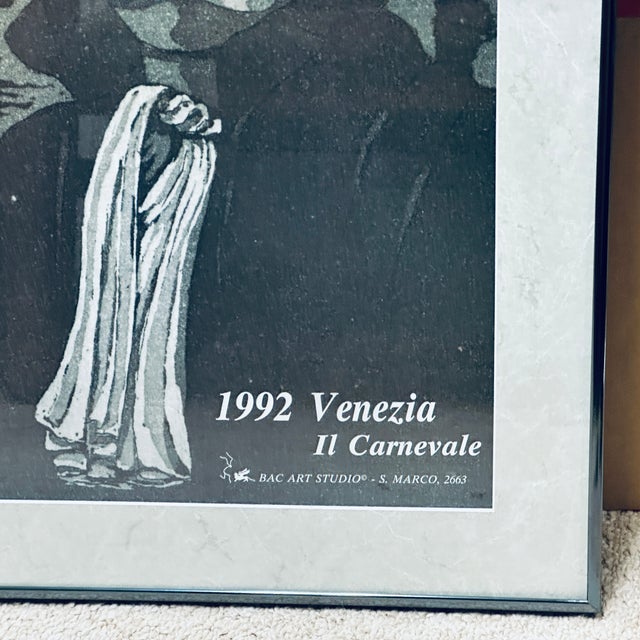 1992 Venezia
Il Carnevale
BAC ART STUDIO© - S. MARCO, 2663